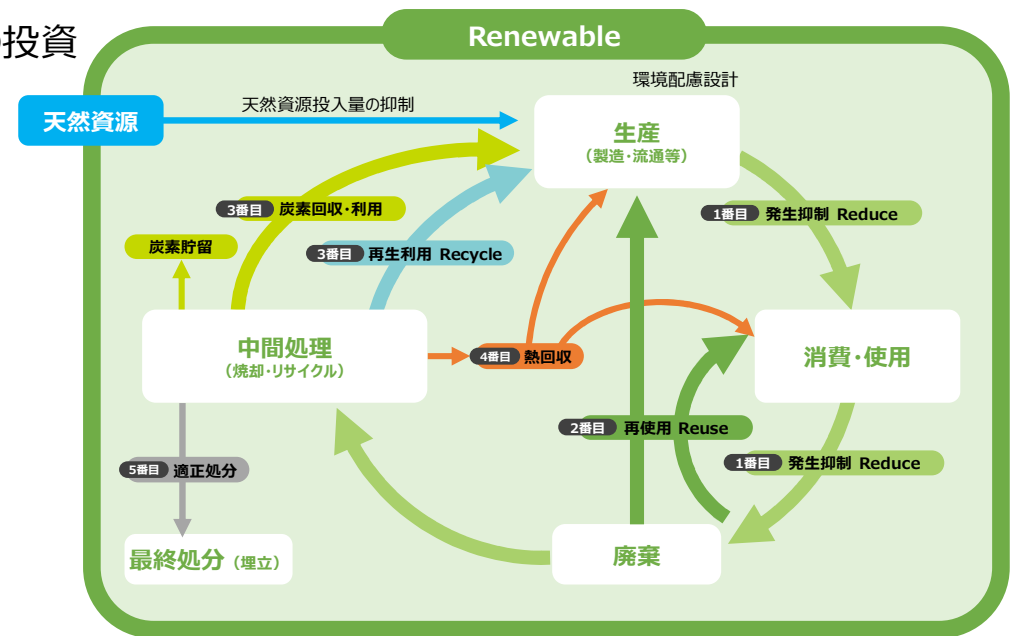 投資
Renewable
環境配慮設計
天然資源
天然資源投入量の抑制
生産
（製造・流通等）
3番目 炭素回収・利用
1番目 発生抑制 Reduce
炭素貯留
3番目 再生利用 Recycle
中間処理
（焼却・リサイクル）
4番目 熱回収
消費・使用
2番目 再使用 Reuse
5番目 適正処分
1番目 発生抑制 Reduce
最終処分（埋立）
廃棄